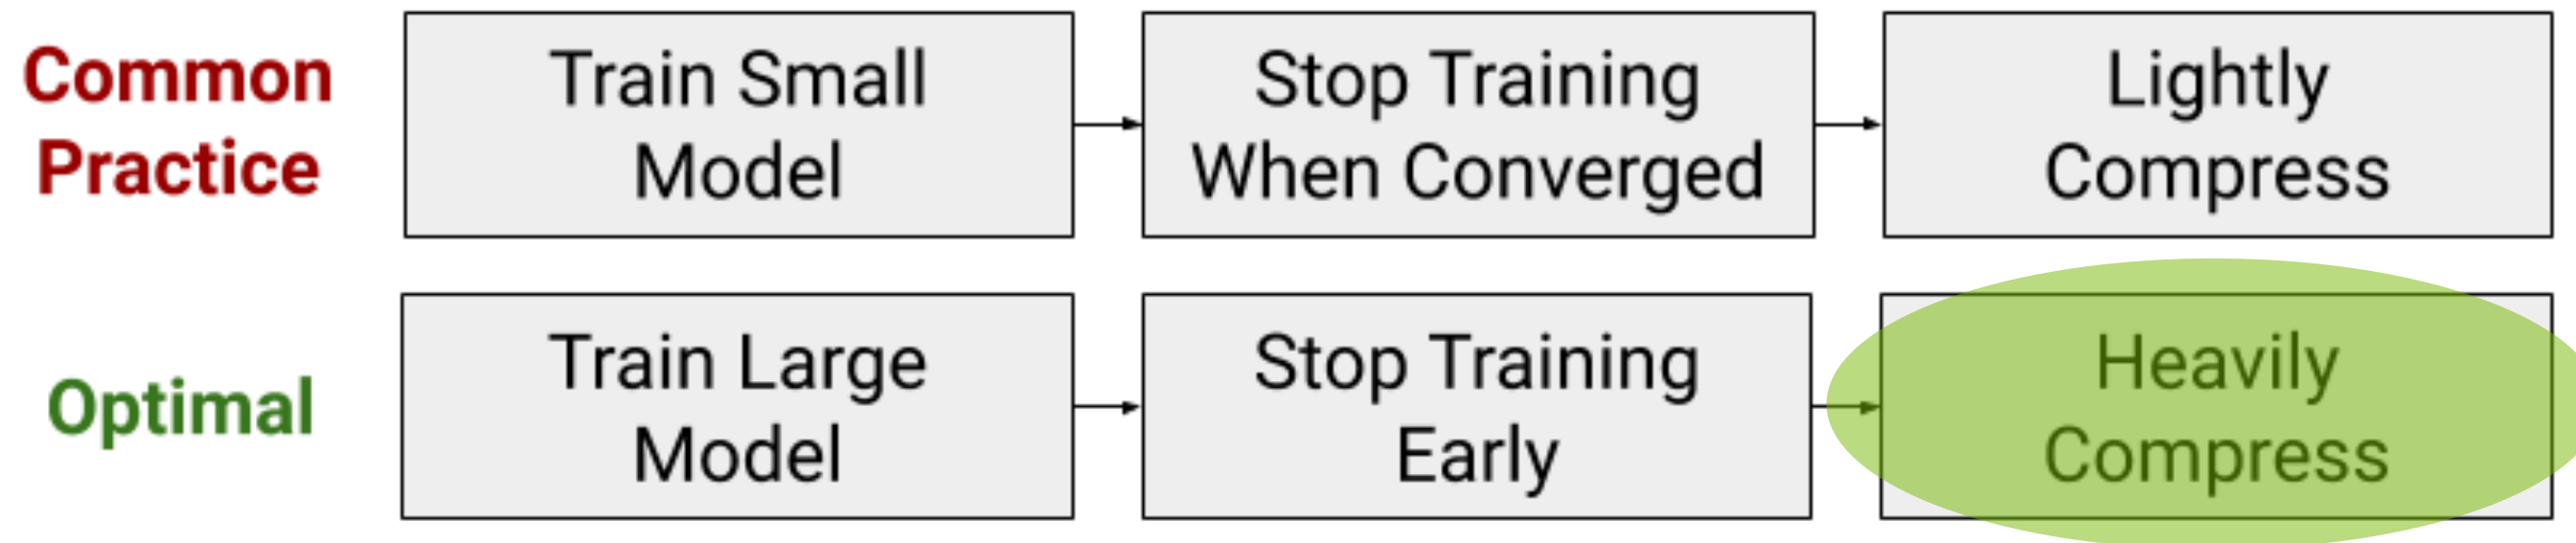 Common
Practice
Train Small
Model
Stop Training
When Converged
Lightly
Compress
Optimal
Train Large
Model
Stop Training
Early
Heavily
Compress